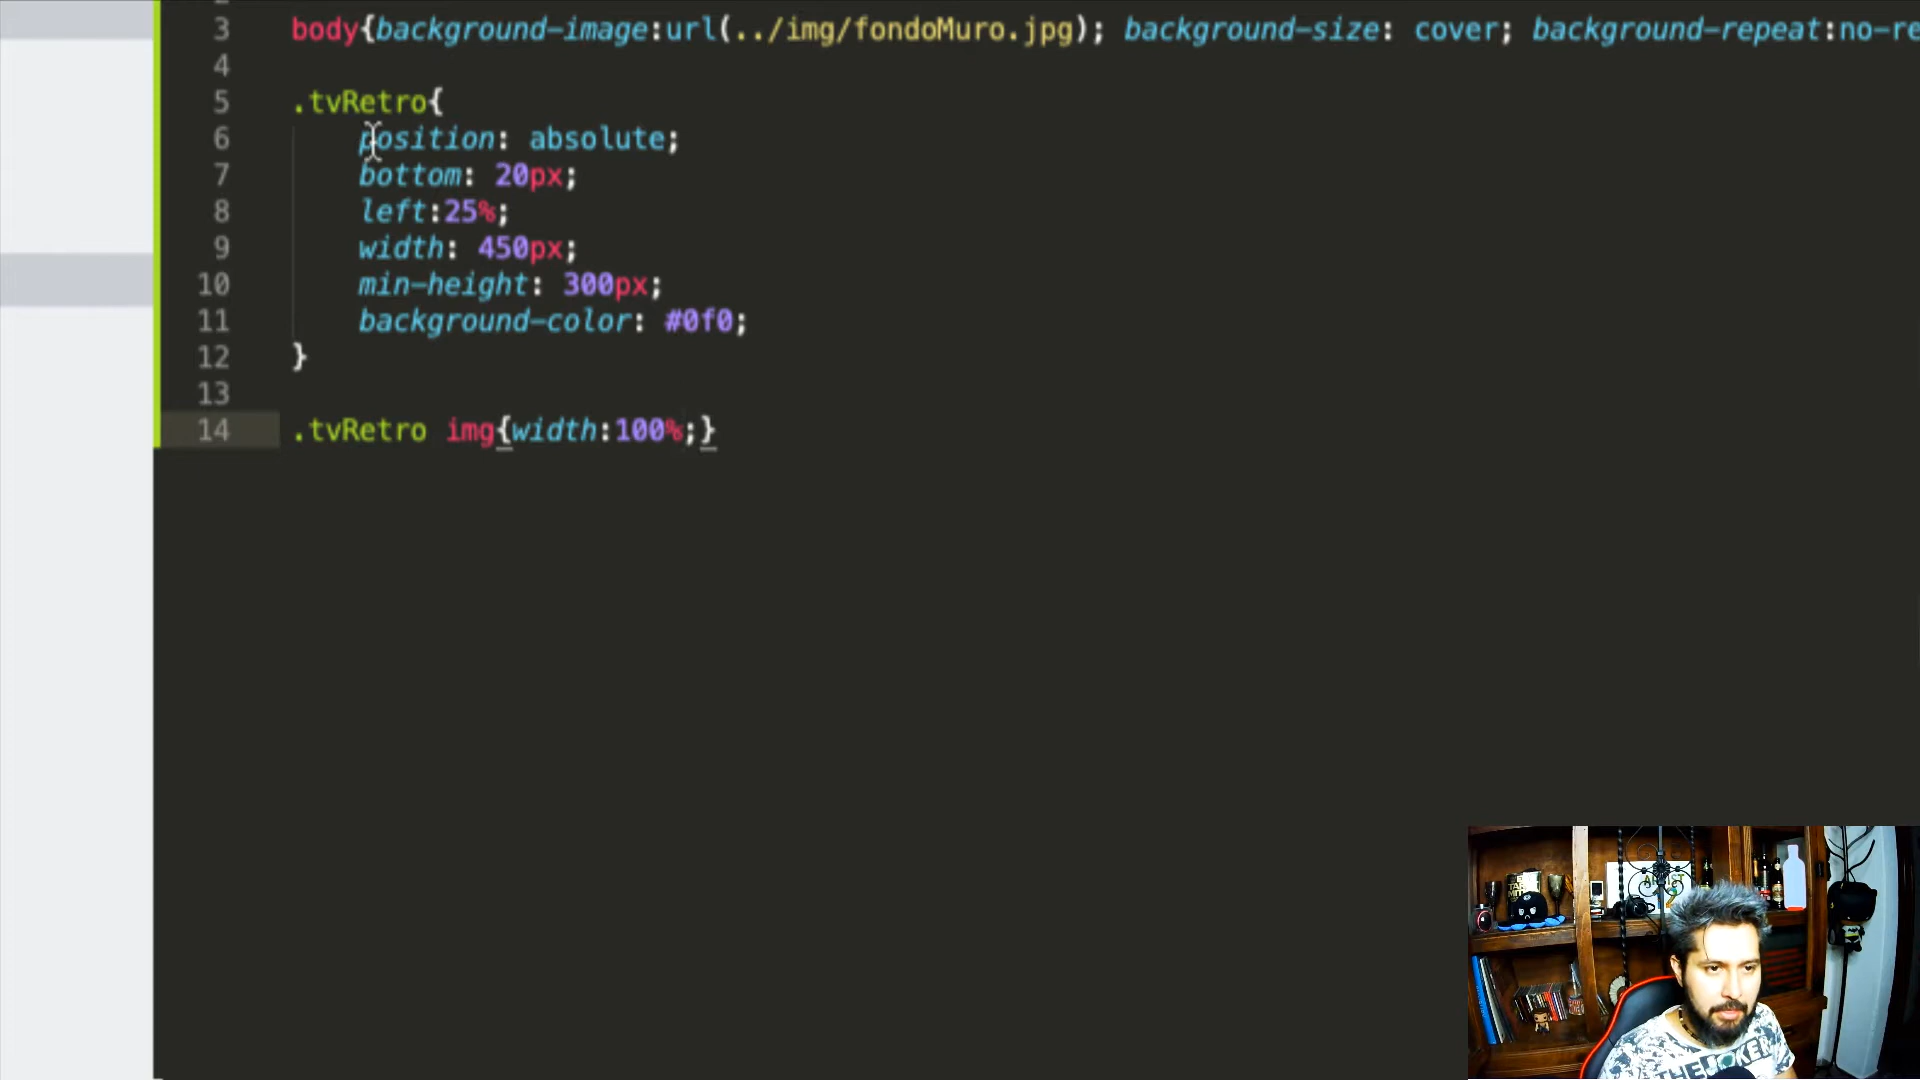 3 body{background-image:url(../img/fondoMuro.jpg); background-size: cover; background-repeat:no-re
4
5 .tvRetro{
6 position: absolute;
7 bottom: 20px;
8 left:25%;
9 width: 450px;
10 min-height: 300px;
11 background-color: #0f0;
12 }
13
14 .tvRetro img{width:100%;}
THE JOKER